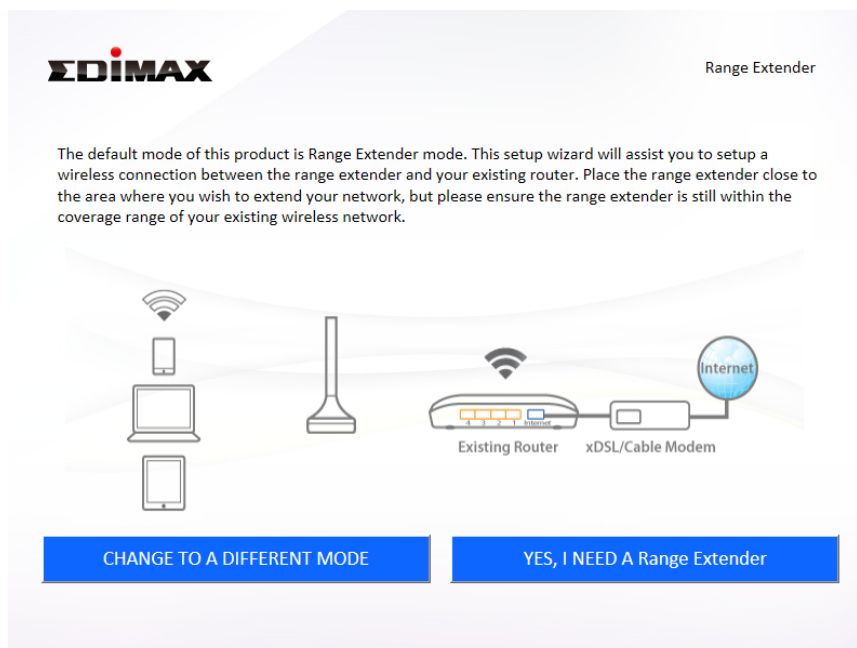 EDIMAX
Range Extender
The default mode of this product is Range Extender mode. This setup wizard will assist you to setup a
wireless connection between the range extender and your existing router. Place the range extender close to
the area where you wish to extend your network, but please ensure the range extender is still within the
coverage range of your existing wireless network.
Internet
4 3 2 1 Internet
Existing Router xDSL/Cable Modem
CHANGE TO A DIFFERENT MODE
YES, I NEED A Range Extender